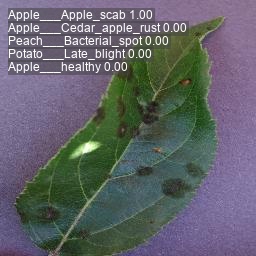 Apple___Apple_scab 1.00
Apple___Cedar_apple_rust 0.00
Peach___Bacterial_spot 0.00
Potato___Late_blight 0.00
Apple___healthy 0.00